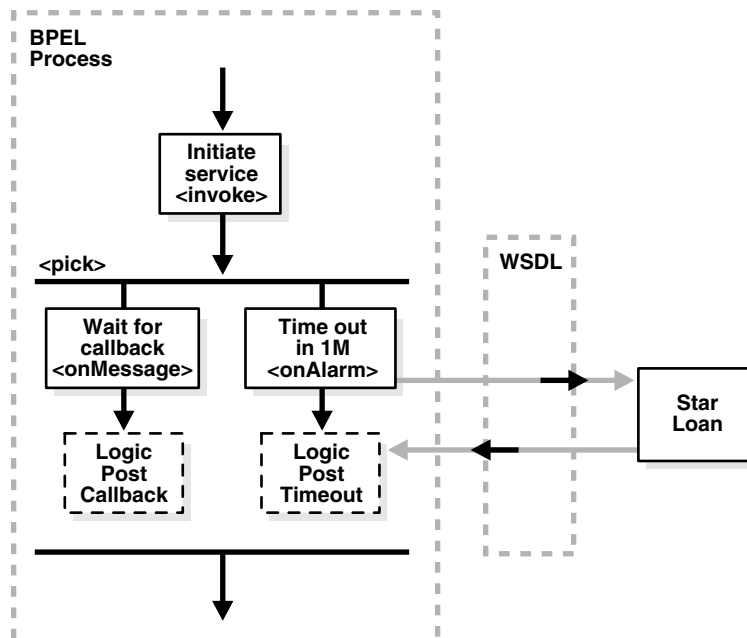 BPEL
Process
Initiate
service
<invoke>
<pick>
WSDL
Wait for
callback
<onMessage>
Time out
in 1M
<onAlarm>
Star
Loan
Logic
Post
Callback
Logic
Post
Timeout